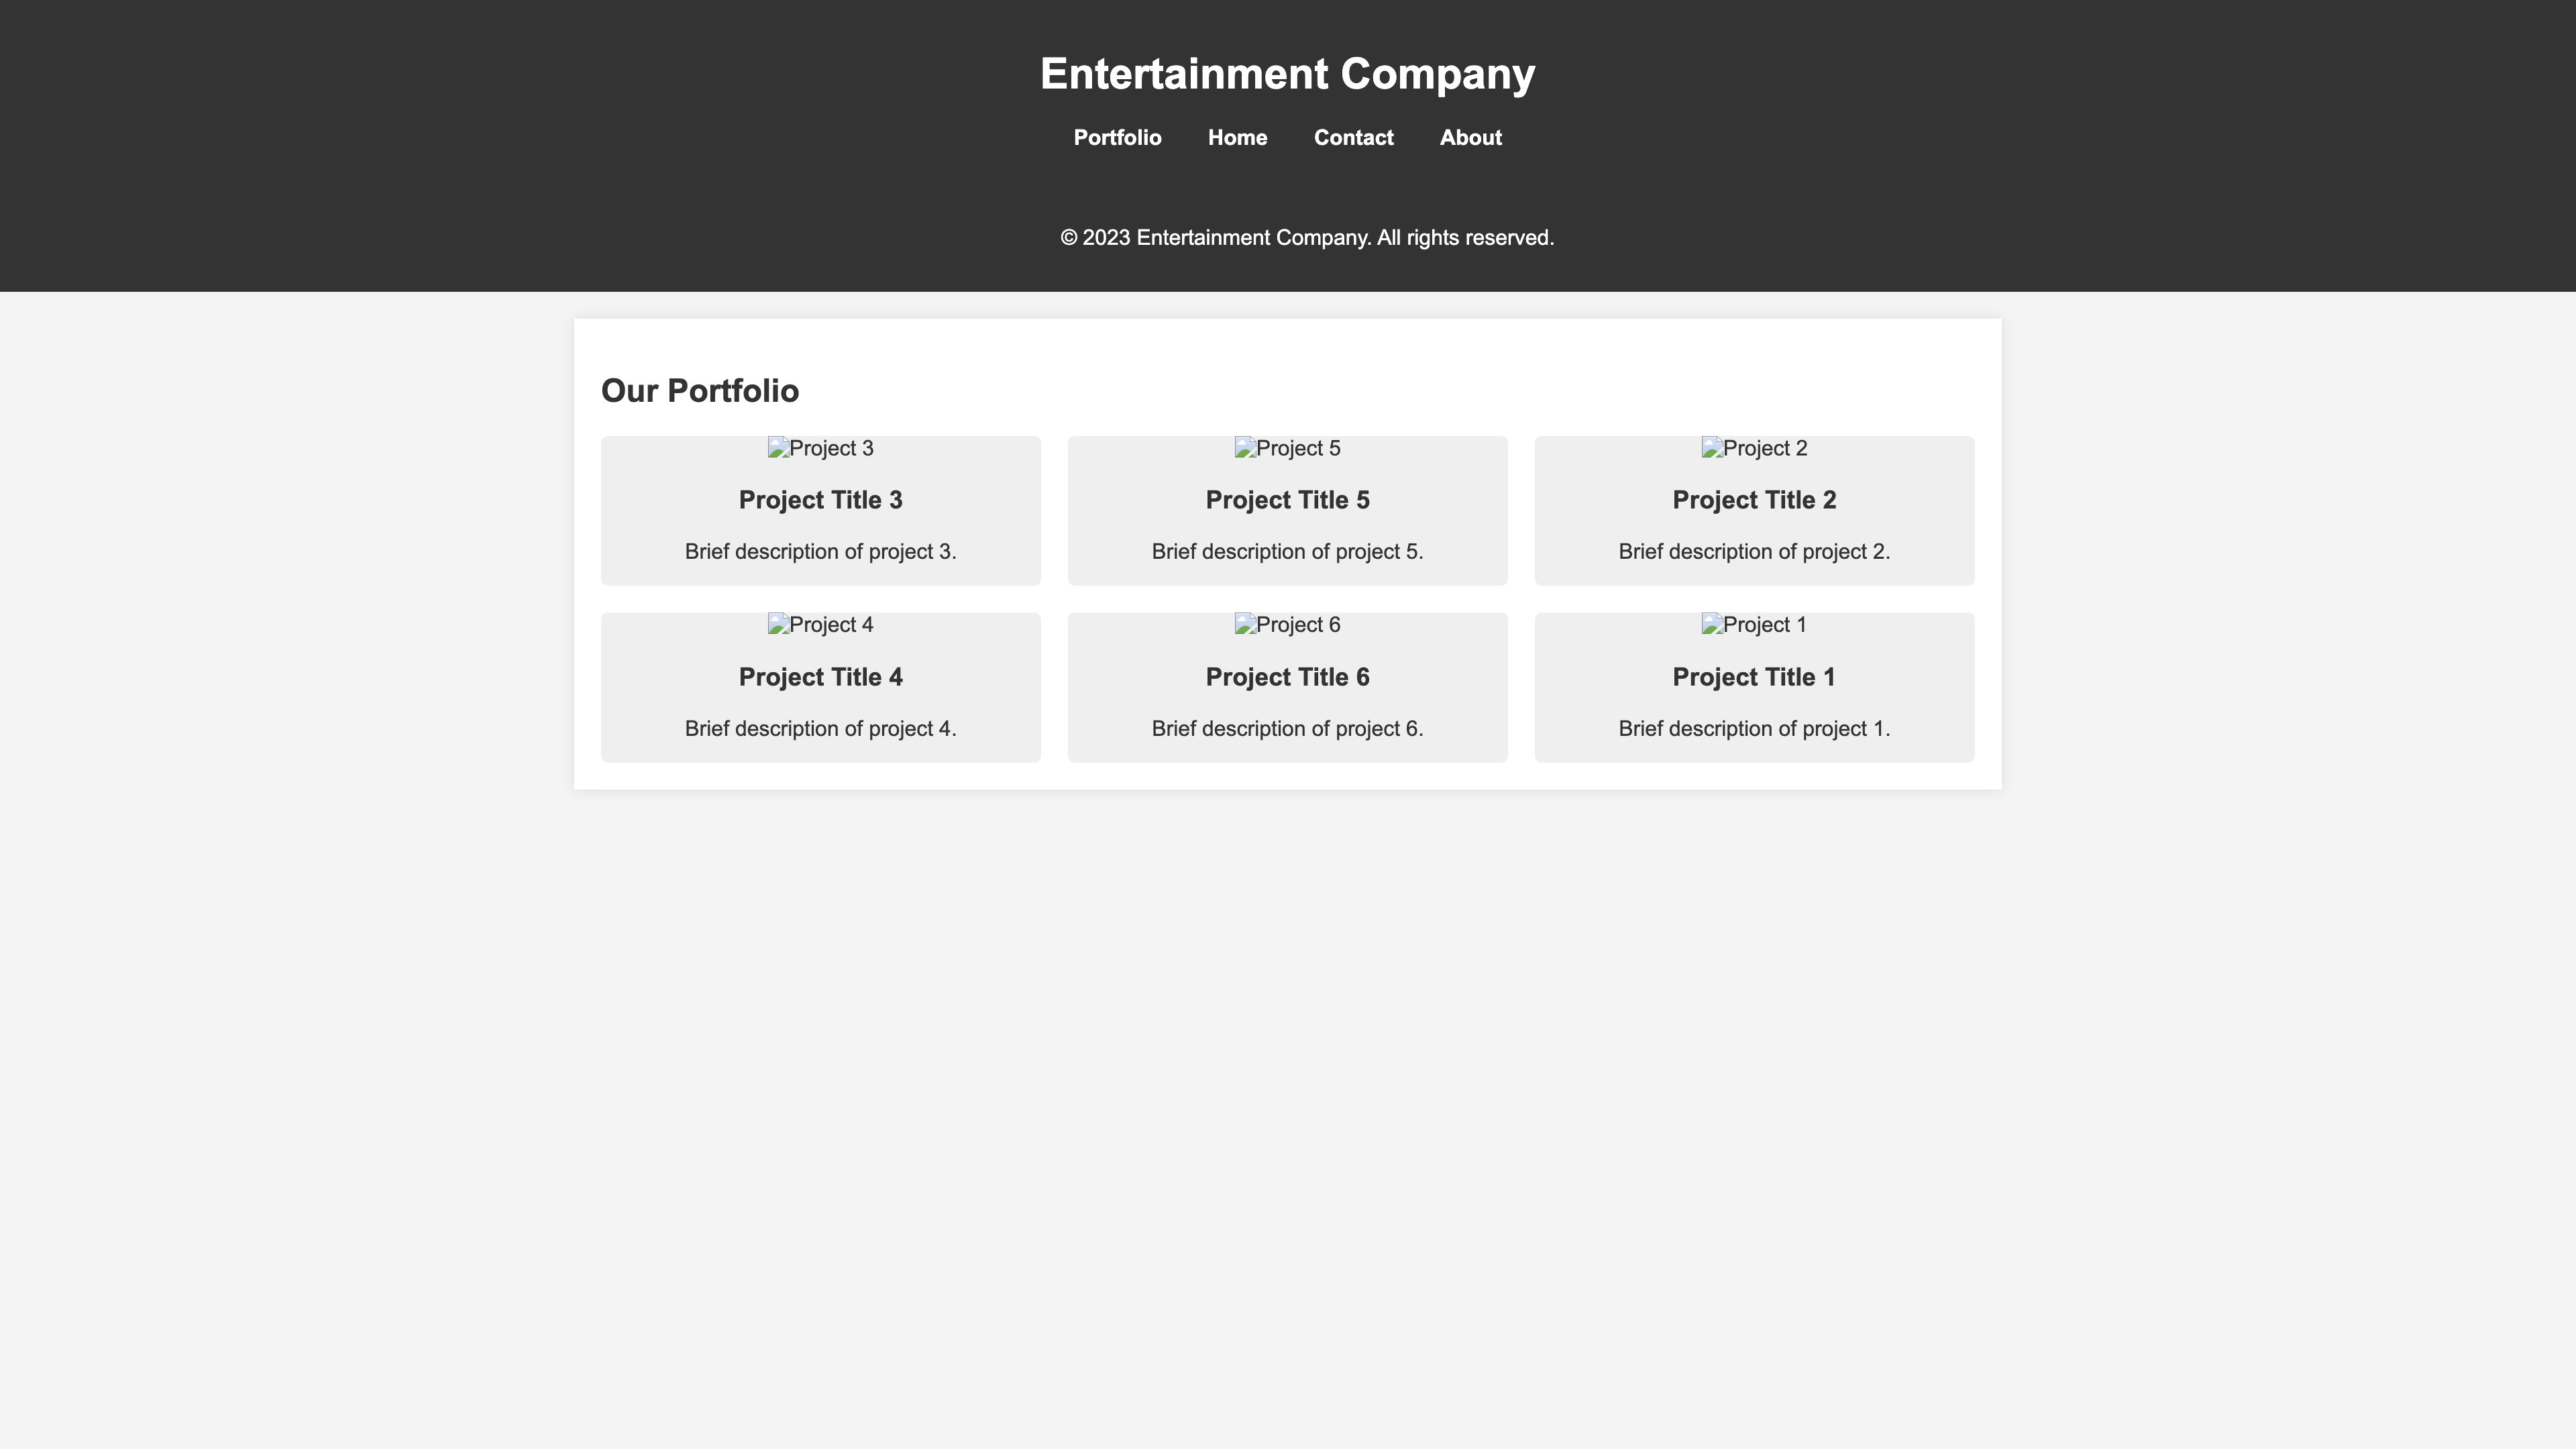 Entertainment Company
Portfolio Home Contact About
© 2023 Entertainment Company. All rights reserved.
Our Portfolio
Project 3
Project Title 3
Brief description of project 3.
Project 5
Project Title 5
Brief description of project 5.
Project 2
Project Title 2
Brief description of project 2.
Project 4
Project Title 4
Brief description of project 4.
Project 6
Project Title 6
Brief description of project 6.
Project 1
Project Title 1
Brief description of project 1.